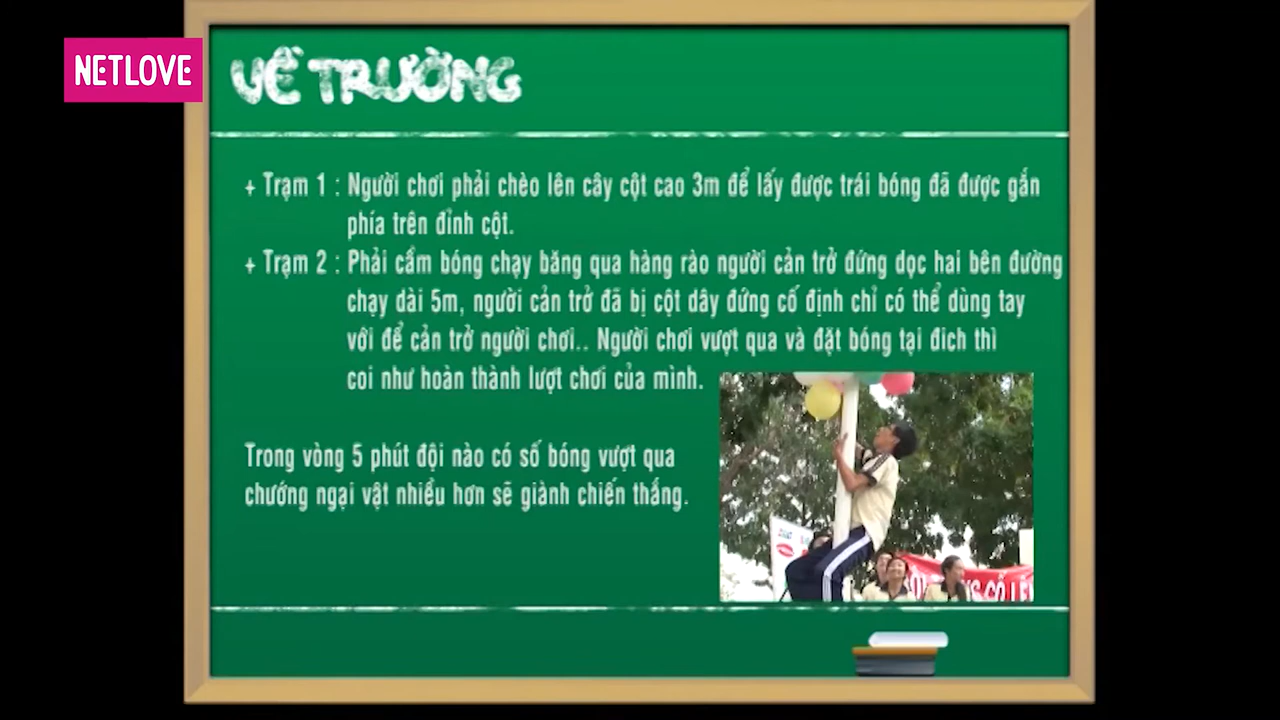 NETLOVE
VỀ TRƯỜNG
+ Trạm 1 : Người chơi phải chèo lên cây cột cao 3m để lấy được trái bóng đã được gắn
phía trên đỉnh cột.
+ Trạm 2 : Phải cầm bóng chạy băng qua hàng rào người cản trở đứng dọc hai bên đường
chạy dài 5m, người cản trở đã bị cột dây đứng cố định chỉ có thể dùng tay
với để cản trở người chơi.. Người chơi vượt qua và đặt bóng tại đich thì
coi như hoàn thành lượt chơi của mình.
Trong vòng 5 phút đội nào có số bóng vượt qua
chướng ngại vật nhiều hơn sẽ giành chiến thắng.
CỐ LÊ